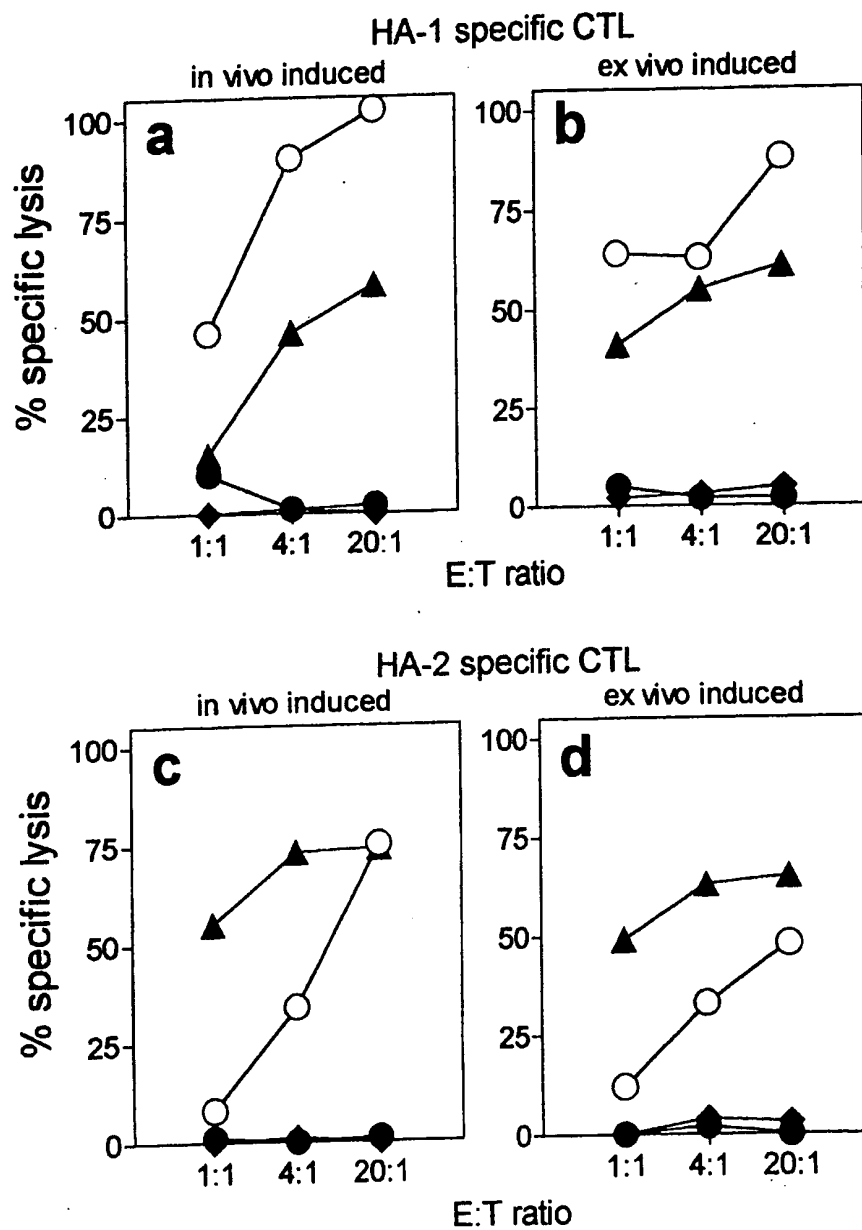 HA-1 specific CTL
in vivo induced
ex vivo induced
a
b
% specific lysis
100
75
50
25
0
100
75
50
25
0
1:1 4:1 20:1
1:1 4:1 20:1
E:T ratio
HA-2 specific CTL
in vivo induced
ex vivo induced
c
d
% specific lysis
100
75
50
25
0
100
75
50
25
0
1:1 4:1 20:1
1:1 4:1 20:1
E:T ratio